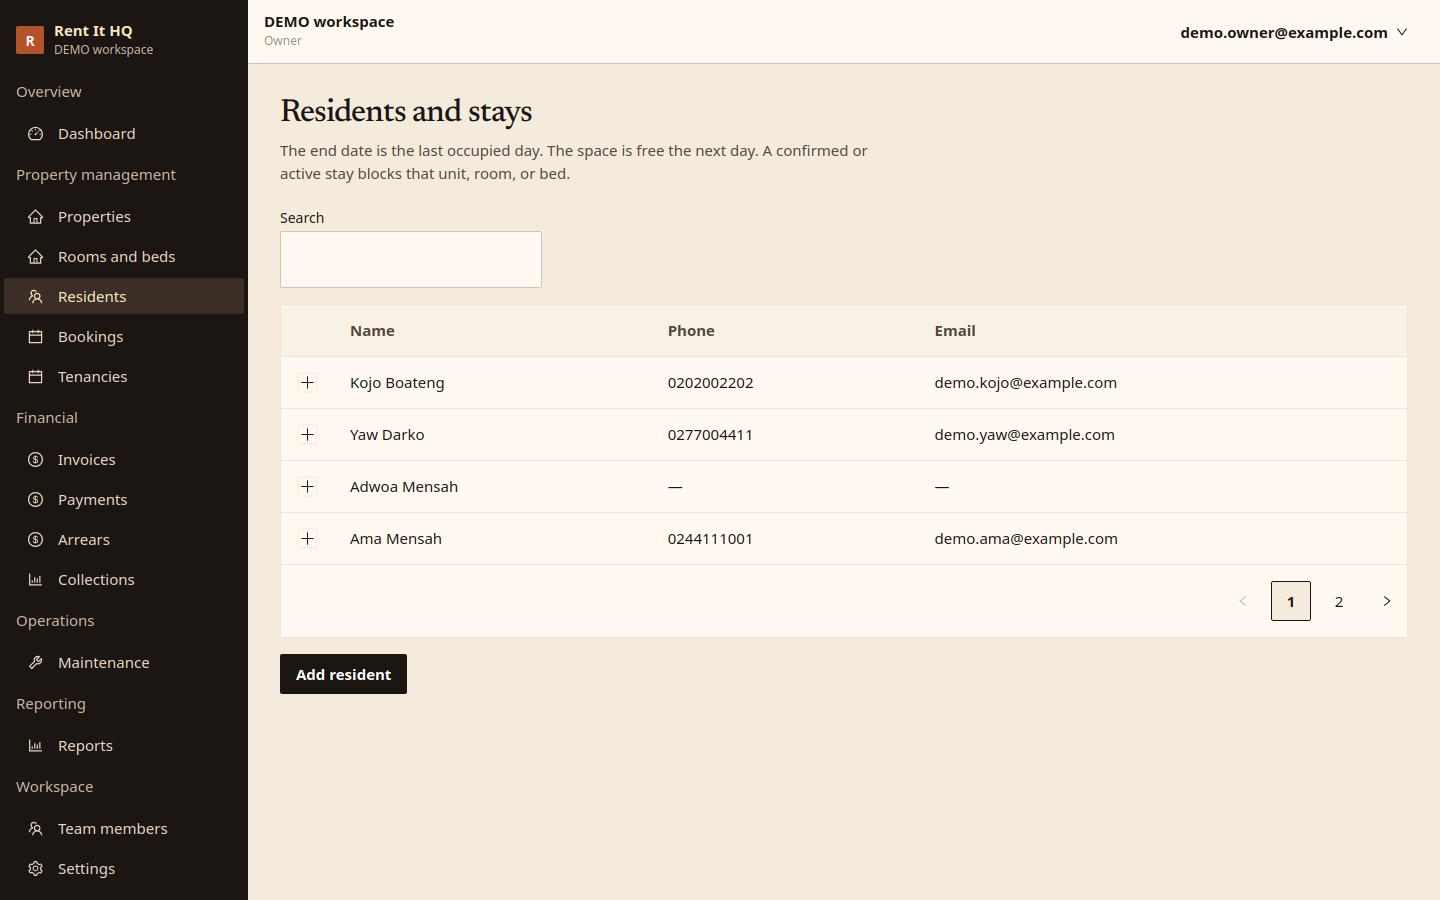 R
Rent It HQ
DEMO workspace
Overview
Dashboard
Property management
Properties
Rooms and beds
Residents
Bookings
Tenancies
Financial
Invoices
Payments
Arrears
Collections
Operations
Maintenance
Reporting
Reports
Workspace
Team members
Settings
DEMO workspace
Owner
demo.owner@example.com
Residents and stays
The end date is the last occupied day. The space is free the next day. A confirmed or
active stay blocks that unit, room, or bed.
Search
Name Phone Email
Kojo Boateng 0202002202 demo.kojo@example.com
Yaw Darko 0277004411 demo.yaw@example.com
Adwoa Mensah — —
Ama Mensah 0244111001 demo.ama@example.com
1 2
Add resident